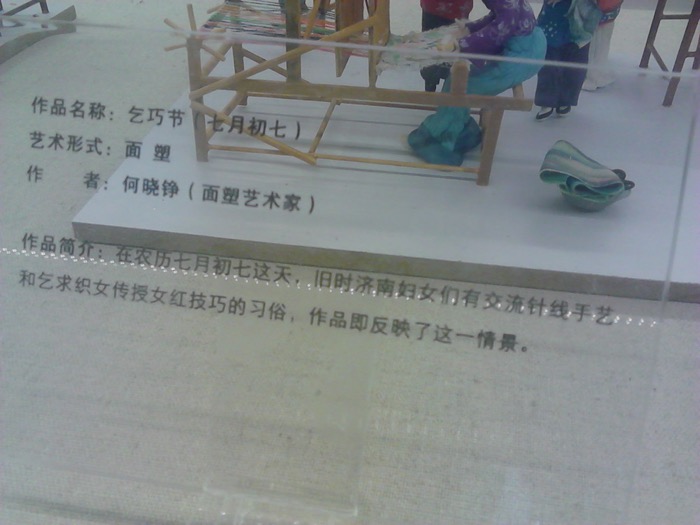 作品名称：乞巧节（七月初七）
艺术形式：面 塑
作　　者：何晓铮（面塑艺术家）
作品简介：在农历七月初七这天，旧时济南妇女们有交流针线手艺
和乞求织女传授女红技巧的习俗，作品即反映了这一情景。